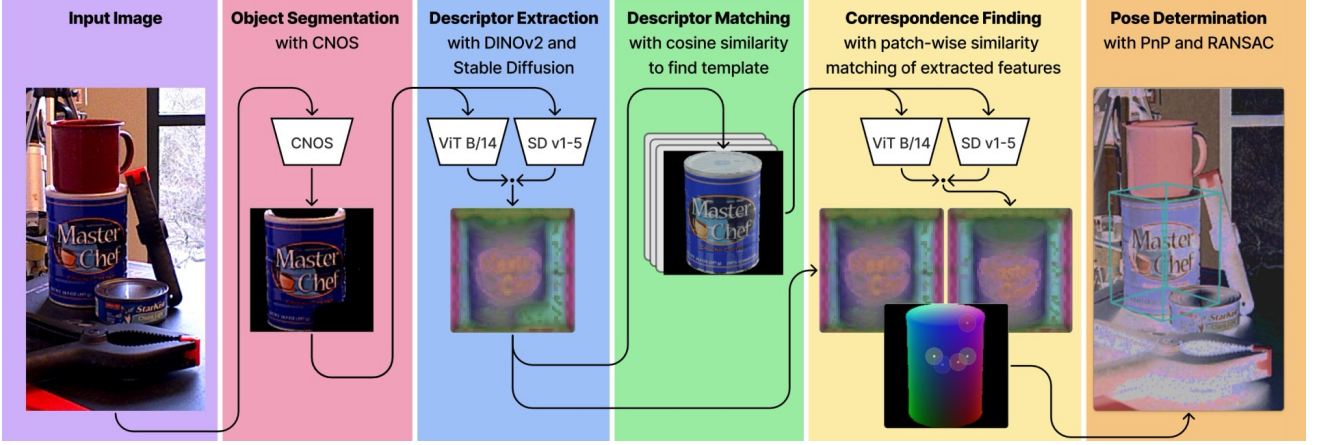 Input Image
Object Segmentation
with CNOS
Descriptor Extraction
with DINOv2 and
Stable Diffusion
Descriptor Matching
with cosine similarity
to find template
Correspondence Finding
with patch-wise similarity
matching of extracted features
Pose Determination
with PnP and RANSAC
CNOS
ViT B/14
SD v1-5
ViT B/14
SD v1-5
Master
Chef
StarKist
Master
Chef
Master
Chef
Master
Chef
StarKist